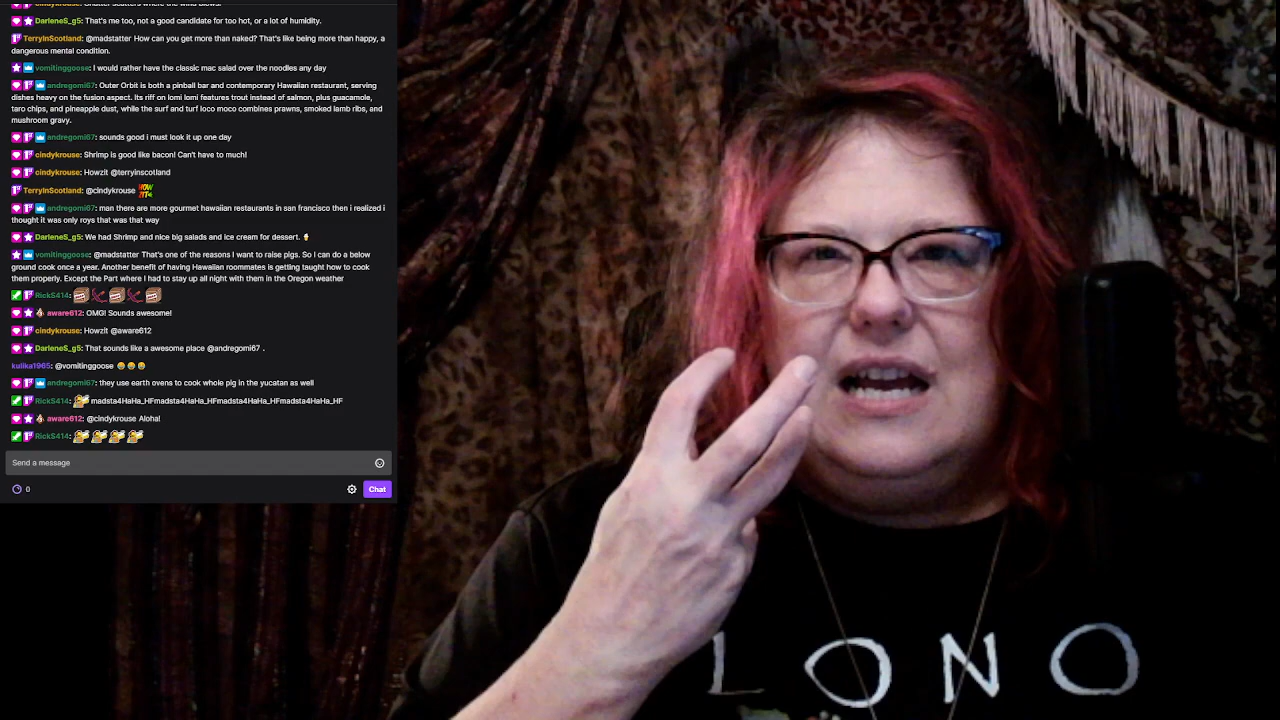 DarleneS_g5: That's me too, not a good candidate for too hot, or a lot of humidity.
TerryInScotland: @madstatter How can you get more than naked? That's like being more than happy, a
dangerous mental condition.
vomitinggoose: I would rather have the classic mac salad over the noodles any day
andregomi67: Outer Orbit is both a pinball bar and contemporary Hawaiian restaurant, serving
dishes heavy on the fusion aspect. Its riff on lomi lomi features trout instead of salmon, plus guacamole,
taro chips, and pineapple dust, while the surf and turf loco moco combines prawns, smoked lamb ribs, and
mushroom gravy.
andregomi67: sounds good i must look it up one day
cindykrouse: Shrimp is good like bacon! Can't have to much!
cindykrouse: Howzit @terryinscotland
TerryInScotland: @cindykrouse
andregomi67: man there are more gourmet hawaiian restaurants in san francisco then i realized i
thought it was only roys that was that way
DarleneS_g5: We had Shrimp and nice big salads and ice cream for dessert.
vomitinggoose: @madstatter That's one of the reasons I want to raise pigs. So I can do a below
ground cook once a year. Another benefit of having Hawaiian roommates is getting taught how to cook
them properly. Except the Part where I had to stay up all night with them in the Oregon weather
RickS414:
aware612: OMG! Sounds awesome!
cindykrouse: Howzit @aware612
DarleneS_g5: That sounds like a awesome place @andregomi67 .
kulika1965: @vomitinggoose
andregomi67: they use earth ovens to cook whole pig in the yucatan as well
RickS414: madsta4HaHa_HFmadsta4HaHa_HFmadsta4HaHa_HFmadsta4HaHa_HF
aware612: @cindykrouse Aloha!
RickS414:
Send a message
0
Chat
LONO